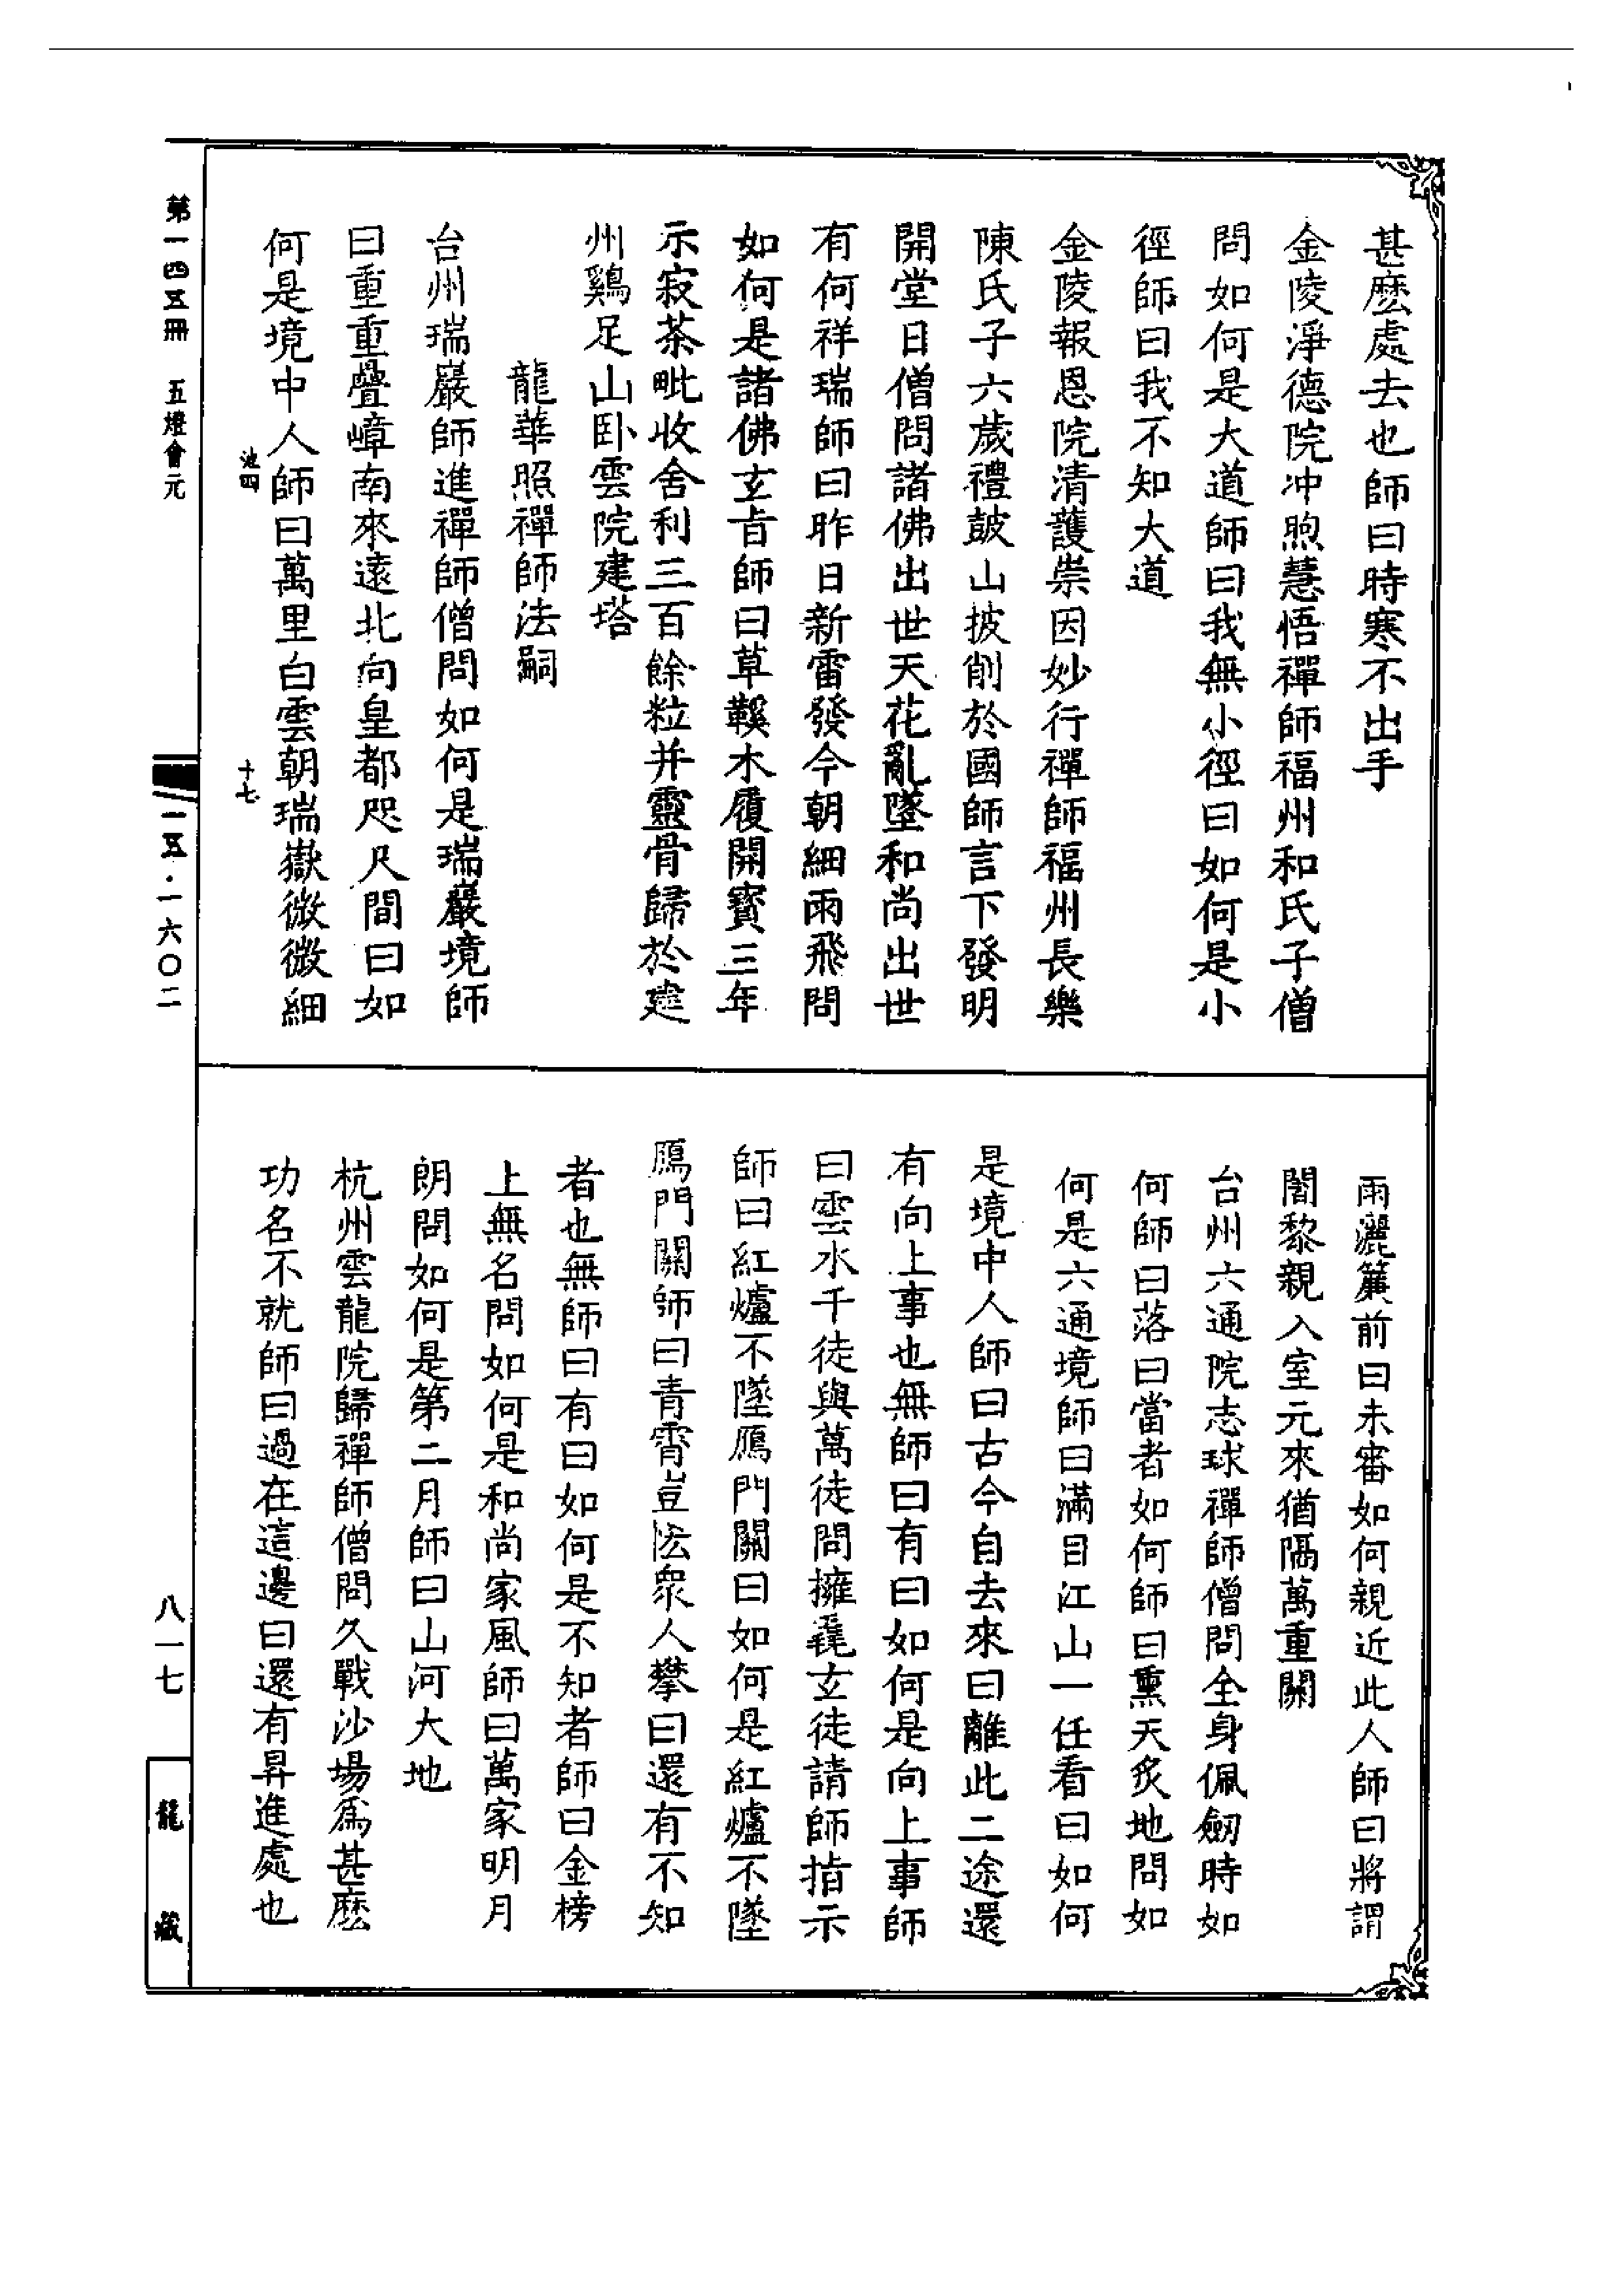 甚麽處去也師曰時寒不出手
金陵淨德院冲煦慧悟禪師福州和氏子僧
問如何是大道師曰我無小徑曰如何是小
徑師曰我不知大道
金陵報恩院清護崇因妙行禪師福州長樂
陳氏子六歲禮皷山披削於國師言下發明
開堂日僧問諸佛出世天花亂墜和尚出世
有何祥瑞師曰昨日新雷發今朝細雨飛問
如何是諸佛玄旨師曰草鞵木履開寶三年
示寂茶毗收舍利三百餘粒并靈骨歸於建
州鷄足山卧雲院建塔
龍華照禪師法嗣
台州瑞巖師進禪師僧問如何是瑞巖境師
曰重重疊嶂南來遠北向皇都咫尺間曰如
何是境中人師曰萬里白雲朝瑞嶽微微細
雨灑簾前曰未審如何親近此人師曰將謂
闍黎親入室元來猶隔萬重關
台州六通院志球禪師僧問全身佩劒時如
何師曰落曰當者如何師曰熏天炙地問如
何是六通境師曰滿目江山一任看曰如何
是境中人師曰古今自去來曰離此二途還
有向上事也無師曰有曰如何是向上事師
曰雲水千徒與萬徒問擁毳玄徒請師指示
師曰紅爐不墜鴈門關曰如何是紅爐不墜
鴈門關師曰青霄豈恡眾人攀曰還有不知
者也無師曰有曰如何是不知者師曰金榜
上無名問如何是和尚家風師曰萬家明月
朗問如何是第二月師曰山河大地
杭州雲龍院歸禪師僧問久戰沙場爲甚麽
功名不就師曰過在這邊曰還有昇進處也
池四
十七
第一四五冊　五燈會元
一五·一六〇二
八一七
龍藏